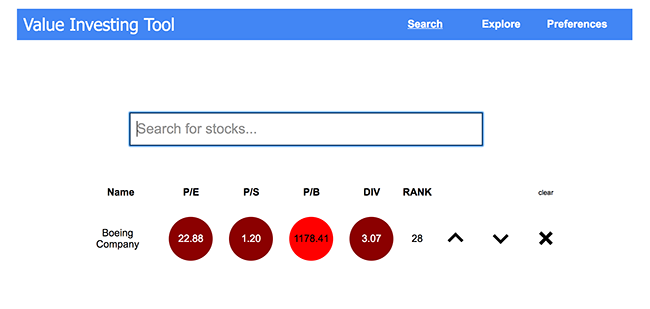 Value Investing Tool Search Explore Preferences
Search for stocks...
Name P/E P/S P/B DIV RANK clear
Boeing
Company 22.88 1.20 1178.41 3.07 28